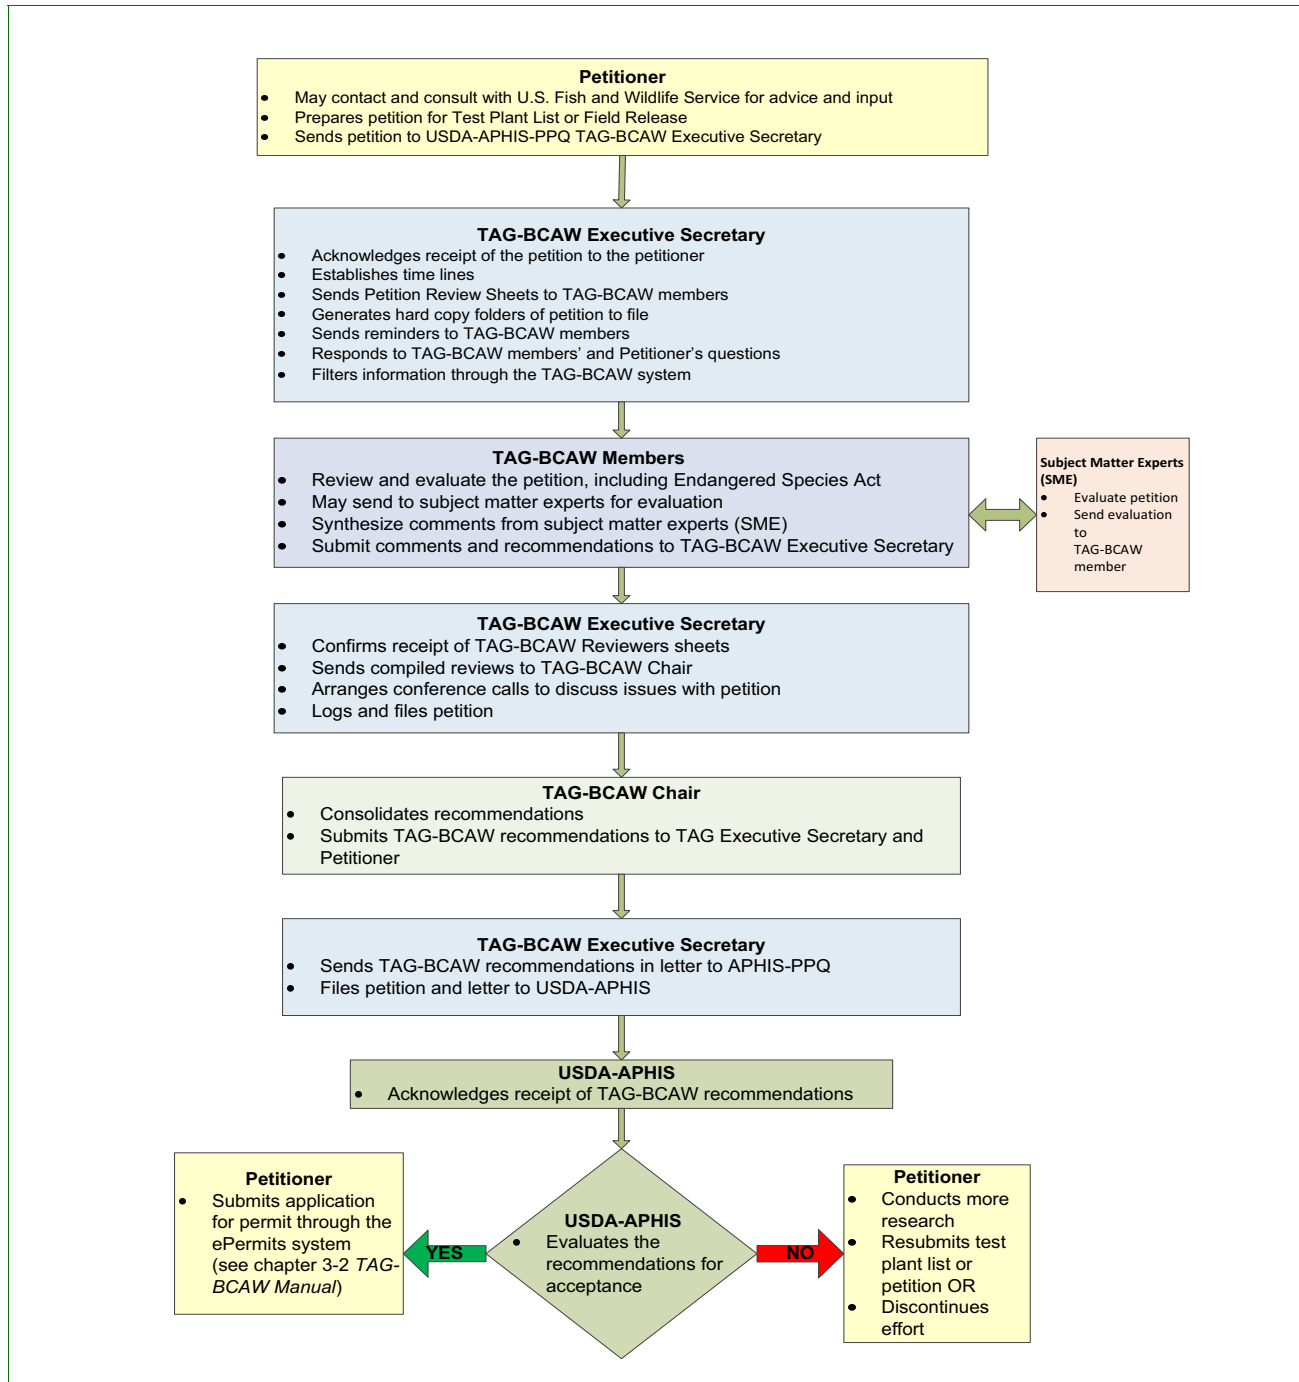 Petitioner
• May contact and consult with U.S. Fish and Wildlife Service for advice and input
• Prepares petition for Test Plant List or Field Release
• Sends petition to USDA-APHIS-PPQ TAG-BCAW Executive Secretary
TAG-BCAW Executive Secretary
• Acknowledges receipt of the petition to the petitioner
• Establishes time lines
• Sends Petition Review Sheets to TAG-BCAW members
• Generates hard copy folders of petition to file
• Sends reminders to TAG-BCAW members
• Responds to TAG-BCAW members’ and Petitioner’s questions
• Filters information through the TAG-BCAW system
TAG-BCAW Members
• Review and evaluate the petition, including Endangered Species Act
• May send to subject matter experts for evaluation
• Synthesize comments from subject matter experts (SME)
• Submit comments and recommendations to TAG-BCAW Executive Secretary
Subject Matter Experts
(SME)
• Evaluate petition
• Send evaluation
to
TAG-BCAW
member
TAG-BCAW Executive Secretary
• Confirms receipt of TAG-BCAW Reviewers sheets
• Sends compiled reviews to TAG-BCAW Chair
• Arranges conference calls to discuss issues with petition
• Logs and files petition
TAG-BCAW Chair
• Consolidates recommendations
• Submits TAG-BCAW recommendations to TAG Executive Secretary and
Petitioner
TAG-BCAW Executive Secretary
• Sends TAG-BCAW recommendations in letter to APHIS-PPQ
• Files petition and letter to USDA-APHIS
USDA-APHIS
• Acknowledges receipt of TAG-BCAW recommendations
Petitioner
• Submits application
for permit through the
ePermits system
(see chapter 3-2 TAG-
BCAW Manual)
YES
USDA-APHIS
• Evaluates the
recommendations for
acceptance
NO
Petitioner
• Conducts more
research
• Resubmits test
plant list or
petition OR
• Discontinues
effort